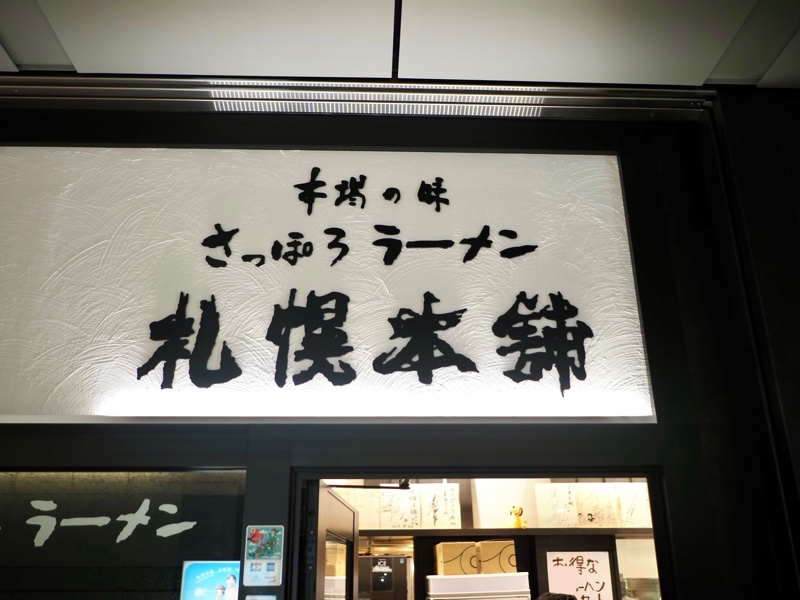 本場の味
さっぽろラーメン
札幌本舗
ラーメン
ICE
お得な